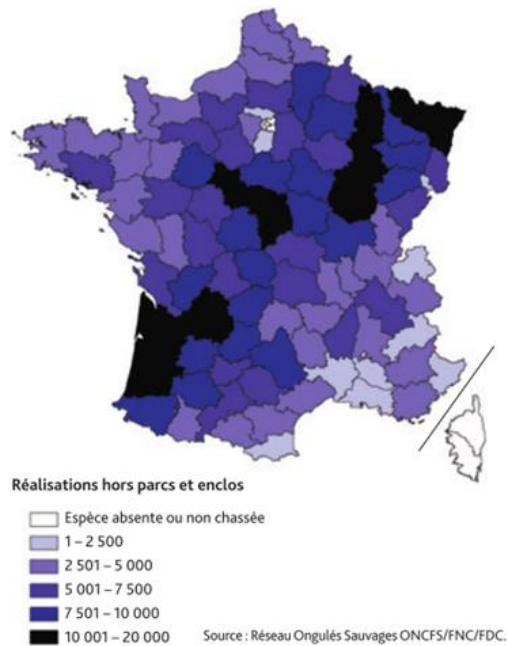 Réalisations hors parcs et enclos
Espèce absente ou non chassée
1 – 2 500
2 501 – 5 000
5 001 – 7 500
7 501 – 10 000
10 001 – 20 000
Source : Réseau Ongulés Sauvages ONCFS/FNC/FDC.